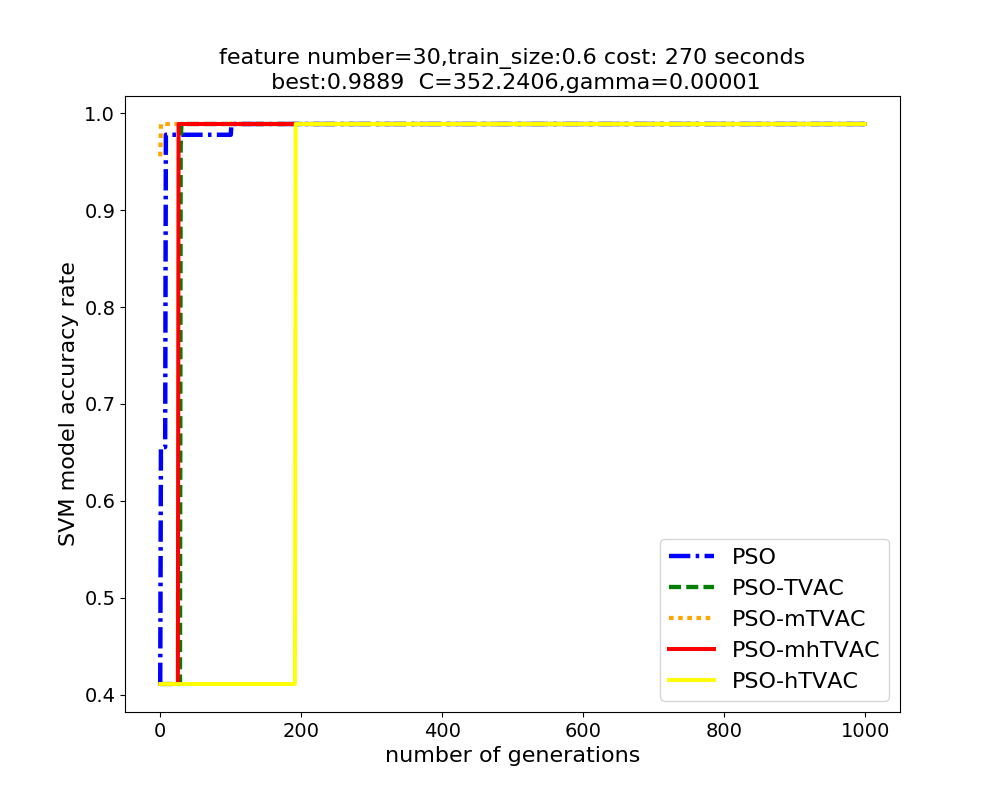 feature number=30,train_size:0.6 cost: 270 seconds
best:0.9889  C=352.2406,gamma=0.00001
1.0
0.9
0.8
0.7
0.6
0.5
0.4
SVM model accuracy rate
PSO
PSO-TVAC
PSO-mTVAC
PSO-mhTVAC
PSO-hTVAC
0 200 400 600 800 1000
number of generations